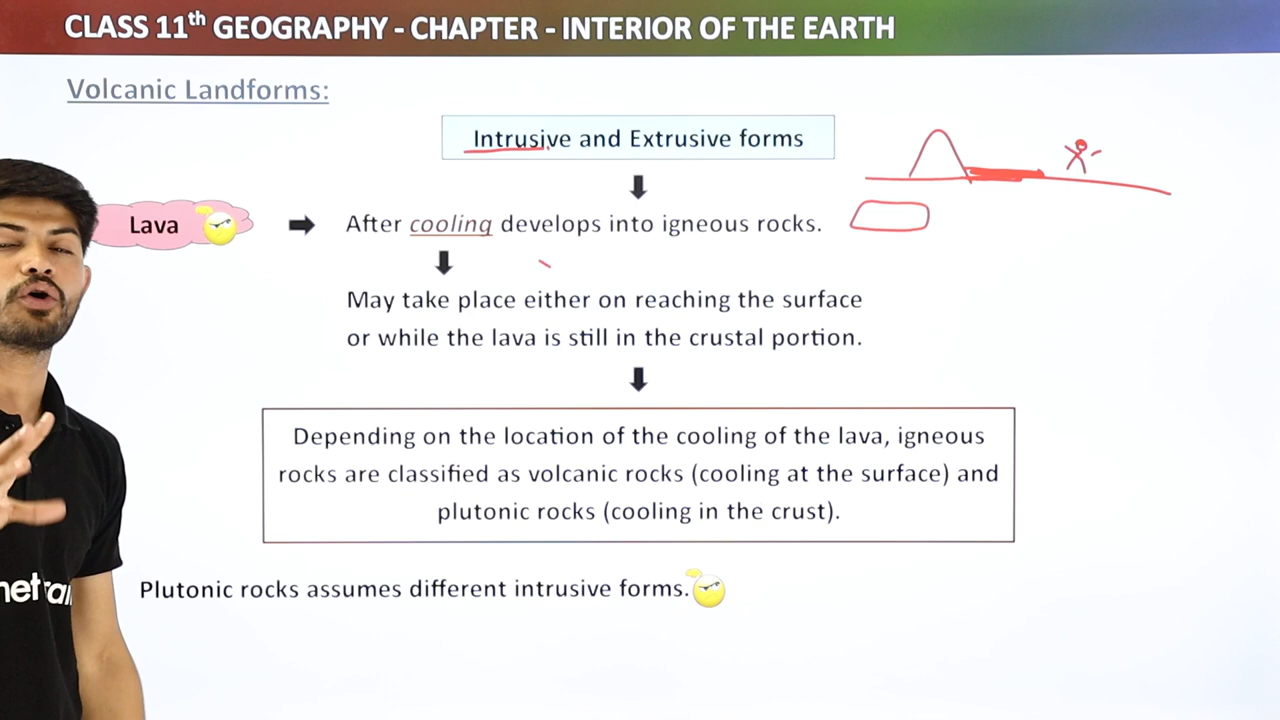 CLASS 11th GEOGRAPHY - CHAPTER - INTERIOR OF THE EARTH
Volcanic Landforms:
Intrusive and Extrusive forms
Lava
After cooling develops into igneous rocks.
May take place either on reaching the surface
or while the lava is still in the crustal portion.
Depending on the location of the cooling of the lava, igneous
rocks are classified as volcanic rocks (cooling at the surface) and
plutonic rocks (cooling in the crust).
Plutonic rocks assumes different intrusive forms.